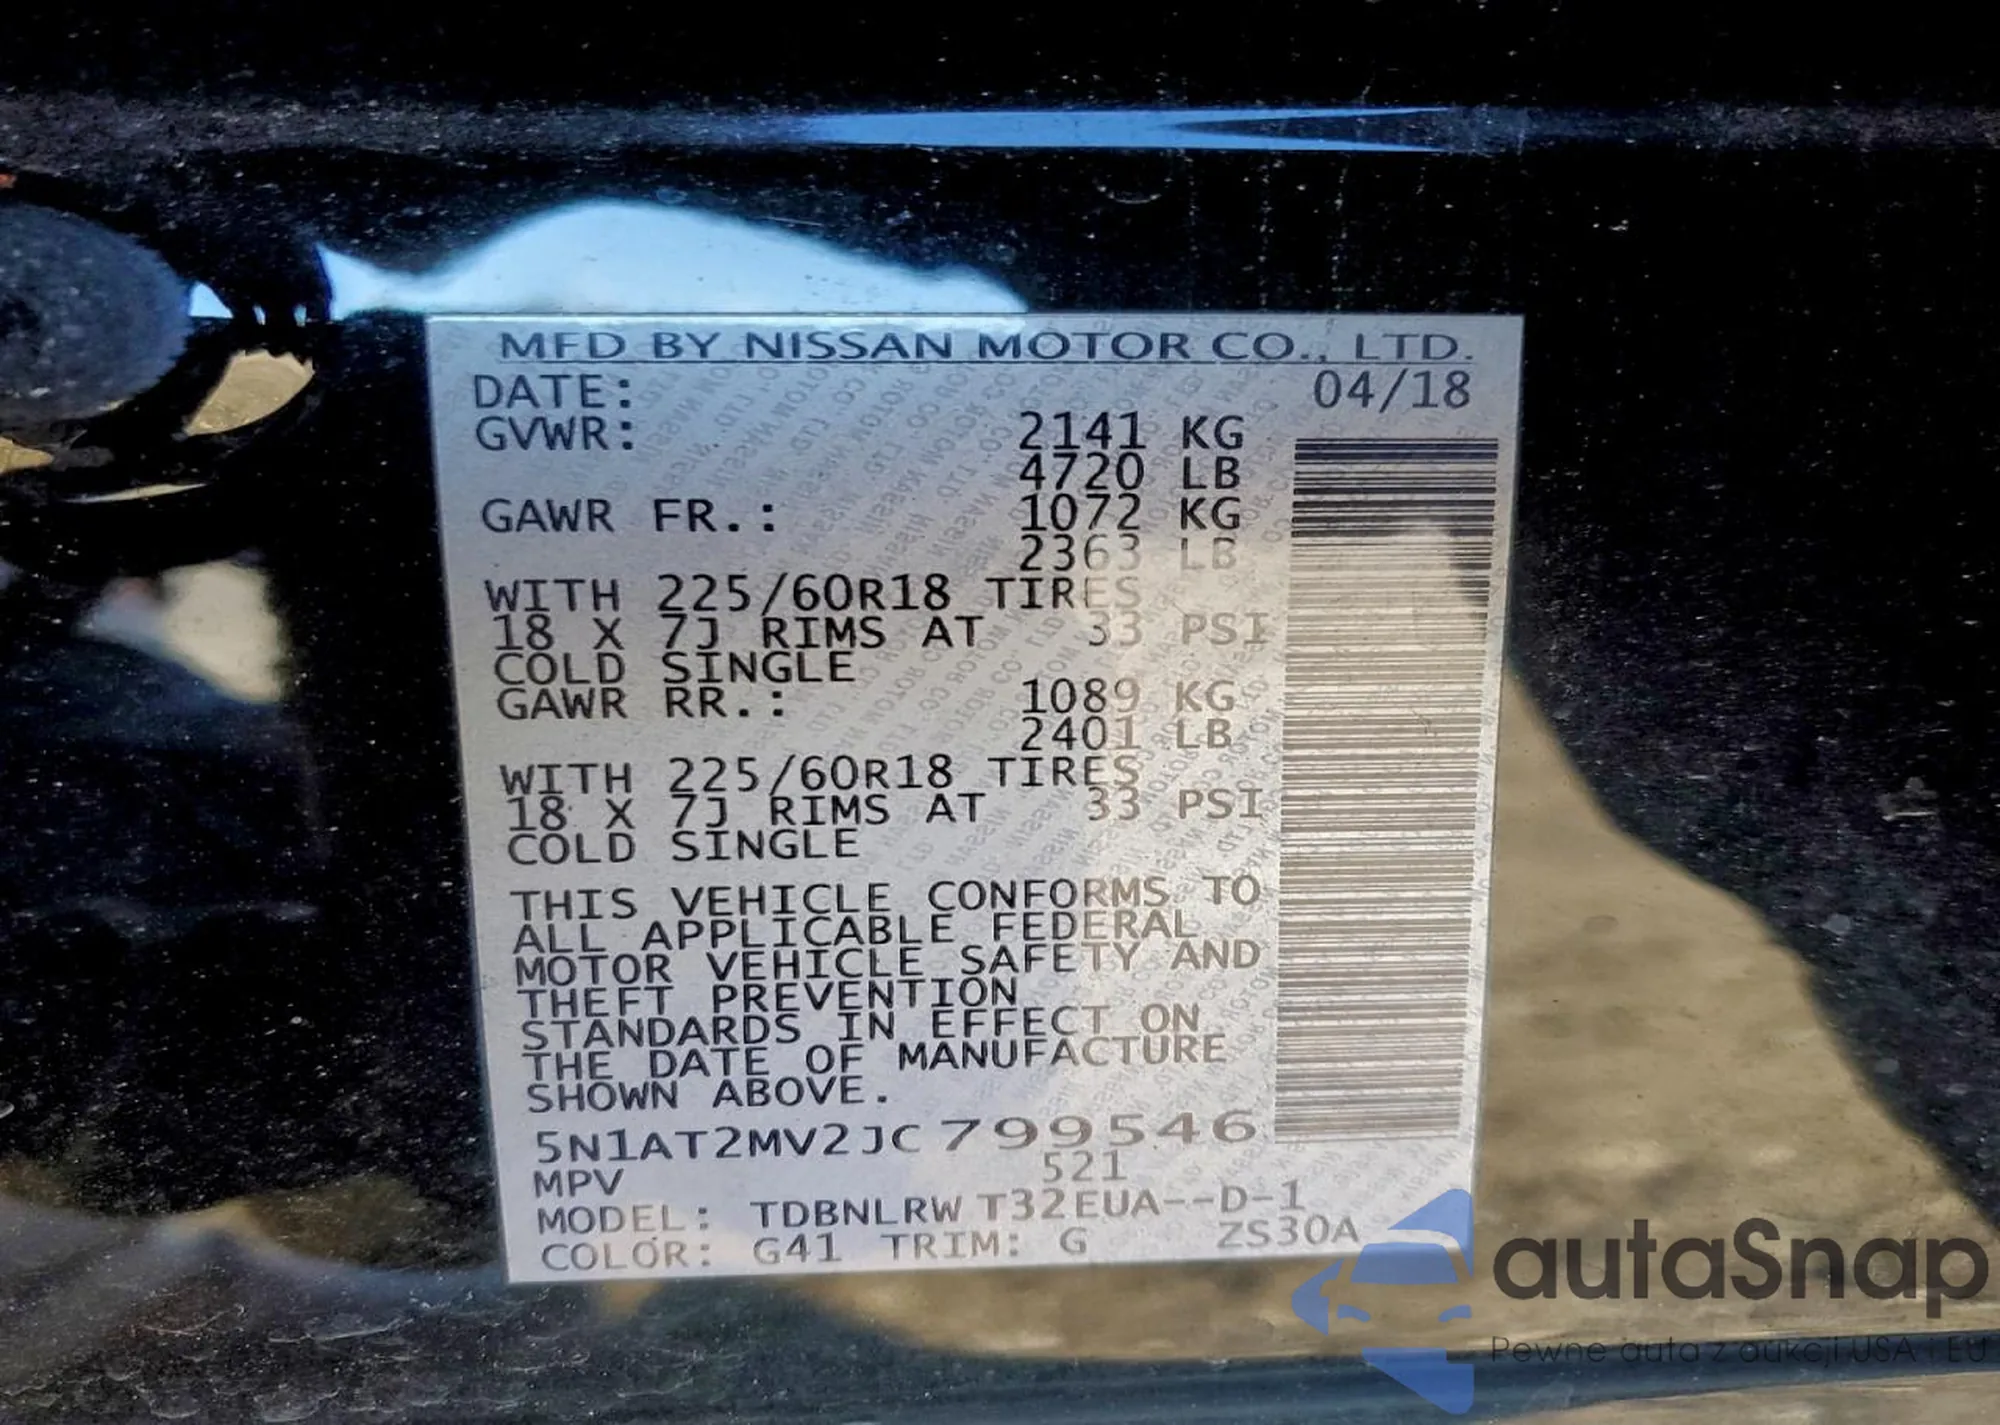 MFD BY NISSAN MOTOR CO., LTD.
DATE: 04/18
GVWR: 2141 KG
4720 LB
GAWR FR.: 1072 KG
2363 LB
WITH 225/60R18 TIRES
18 X 7J RIMS AT 33 PSI
COLD SINGLE
GAWR RR.: 1089 KG
2401 LB
WITH 225/60R18 TIRES
18 X 7J RIMS AT 33 PSI
COLD SINGLE
THIS VEHICLE CONFORMS TO
ALL APPLICABLE FEDERAL
MOTOR VEHICLE SAFETY AND
THEFT PREVENTION
STANDARDS IN EFFECT ON
THE DATE OF MANUFACTURE
SHOWN ABOVE.
5N1AT2MV2JC799546
MPV 521
MODEL: TDBNLRW T32EUA--D-1
COLOR: G41 TRIM: G ZS30A
autaSnap
Pewne auta z aukcji USA i EU